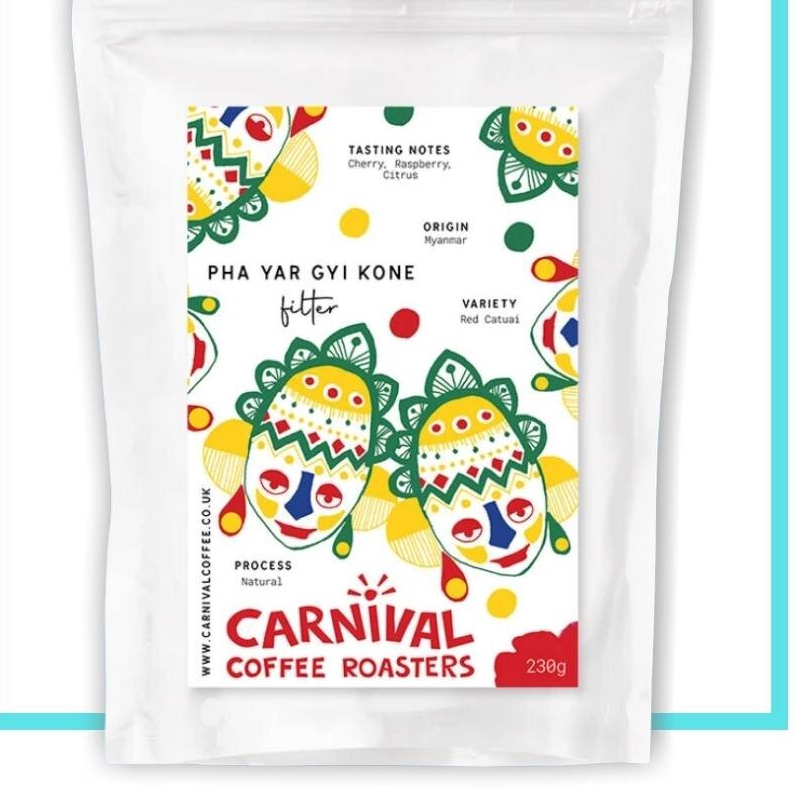 TASTING NOTES
Cherry, Raspberry,
Citrus
ORIGIN
Myanmar
PHA YAR GYI KONE
filter
VARIETY
Red Catuai
WWW.CARNIVALCOFFEE.CO.UK
PROCESS
Natural
CARNIVAL
COFFEE ROASTERS
230g